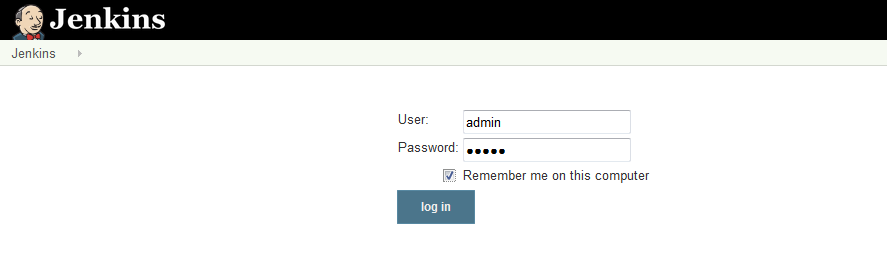 Jenkins
Jenkins
User: admin
Password: •••••
Remember me on this computer
log in